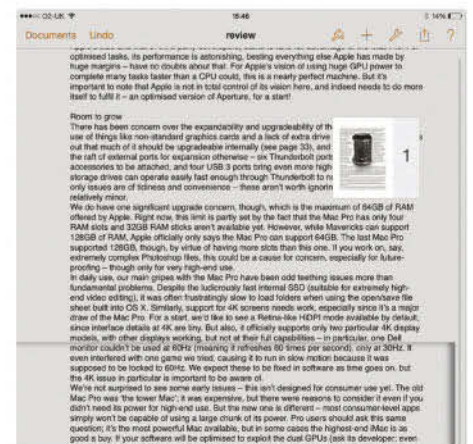 O2-UK
15:46
14%
Documents Undo
review
optimised tasks, its performance is astonishing, besting everything else Apple has made by
huge margins – have no doubts about that. For Apple's vision of using huge GPU power to
complete many tasks faster than a CPU could, this is a nearly perfect machine. But it's
important to note that Apple is not in total control of its vision here, and indeed needs to do more
itself to fulfil it – an optimised version of Aperture, for a start!
Room to grow
There has been concern over the expandability and upgradeability of th
use of things like non-standard graphics cards and a lack of extra drive
out that much of it should be upgradeable internally (see page 33), and
the raft of external ports for expansion otherwise – six Thunderbolt ports
accessories to be attached, and four USB 3 ports bring even more high
storage drives can operate easily fast enough through Thunderbolt to n
only issues are of tidiness and convenience – these aren't worth ignorin
relatively minor.
1
We do have one significant upgrade concern, though, which is the maximum of 64GB of RAM
offered by Apple. Right now, this limit is partly set by the fact that the Mac Pro has only four
RAM slots and 32GB RAM sticks aren't available yet. However, while Mavericks can support
128GB of RAM, Apple officially only says the Mac Pro can support 64GB. The last Mac Pro
supported 128GB, though, by virtue of having more slots than this one. If you work on, say,
extremely complex Photoshop files, this could be a cause for concern, especially for future-
proofing – though only for very high-end use.
In daily use, our main gripes with the Mac Pro have been odd teething issues more than
fundamental problems. Despite the ludicrously fast internal SSD (suitable for extremely high-
end video editing), it was often frustratingly slow to load folders when using the open/save file
sheet built into OS X. Similarly, support for 4K screens needs work, especially since it's a major
draw of the Mac Pro. For a start, we'd like to see a Retina-like HiDPI mode available by default,
since interface details at 4K are tiny. But also, it officially supports only two particular 4K display
models, with other displays working, but not at their full capabilities – in particular, one Dell
monitor couldn't be used at 60Hz (meaning it refreshes 60 times per second), only at 30Hz. It
even interfered with one game we tried, causing it to run in slow motion because it was
supposed to be locked to 60Hz. We expect these to be fixed in software as time goes on, but
the 4K issue in particular is important to be aware of.
We're not surprised to see some early issues – this isn't designed for consumer use yet. The old
Mac Pro was 'the tower Mac'; it was expensive, but there were reasons to consider it even if you
didn't need its power for high-end use. But the new one is different – most consumer-level apps
simply won't be capable of using a large chunk of its power. Pro users should ask this same
question; it's the most powerful Mac available, but in some cases the highest-end iMac is as
good a buy. If your software will be optimised to exploit the dual GPUs (ask its developer; even